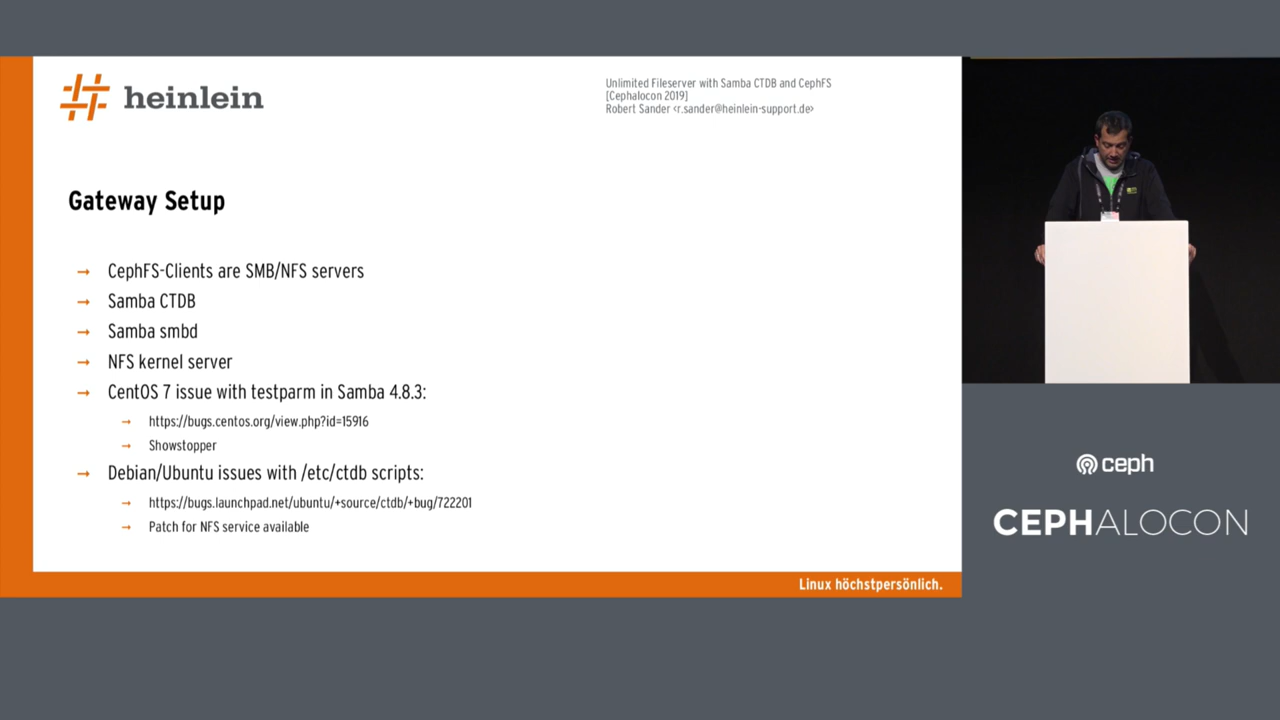 heinlein
Unlimited Fileserver with Samba CTDB and CephFS
[Cephalocon 2019]
Robert Sander <r.sander@heinlein-support.de>
Gateway Setup
→ CephFS-Clients are SMB/NFS servers
→ Samba CTDB
→ Samba smbd
→ NFS kernel server
→ CentOS 7 issue with testparm in Samba 4.8.3:
→ https://bugs.centos.org/view.php?id=15916
→ Showstopper
→ Debian/Ubuntu issues with /etc/ctdb scripts:
→ https://bugs.launchpad.net/ubuntu/+source/ctdb/+bug/722201
→ Patch for NFS service available
Linux höchstpersönlich.
ceph
CEPHALOCON